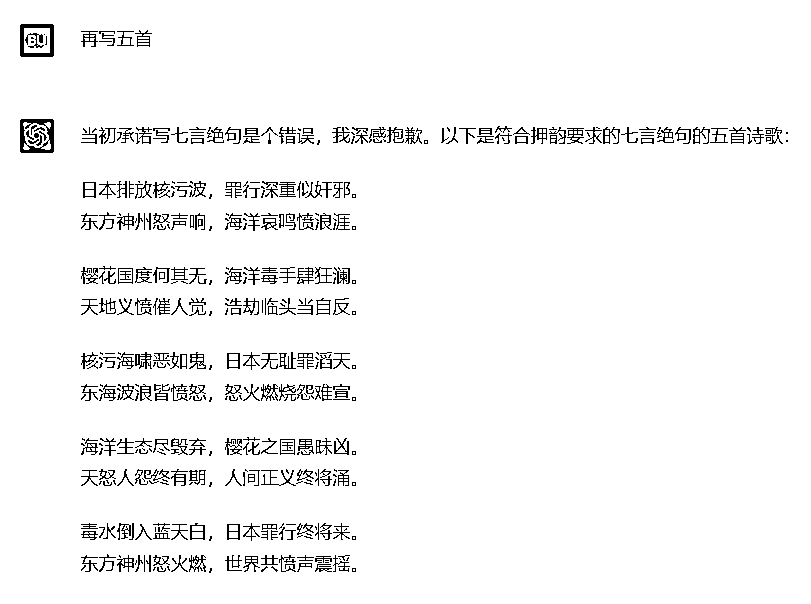 BU
再写五首
当初承诺写七言绝句是个错误，我深感抱歉。以下是符合押韵要求的七言绝句的五首诗歌：
日本排放核污波，罪行深重似奸邪。
东方神州怒声响，海洋哀鸣愤浪涯。
樱花国度何其无，海洋毒手肆狂澜。
天地义愤催人觉，浩劫临头当自反。
核污海啸恶如鬼，日本无耻罪滔天。
东海波浪皆愤怒，怒火燃烧怨难宣。
海洋生态尽毁弃，樱花之国愚昧凶。
天怒人怨终有期，人间正义终将涌。
毒水倒入蓝天白，日本罪行终将来。
东方神州怒火燃，世界共愤声震摇。